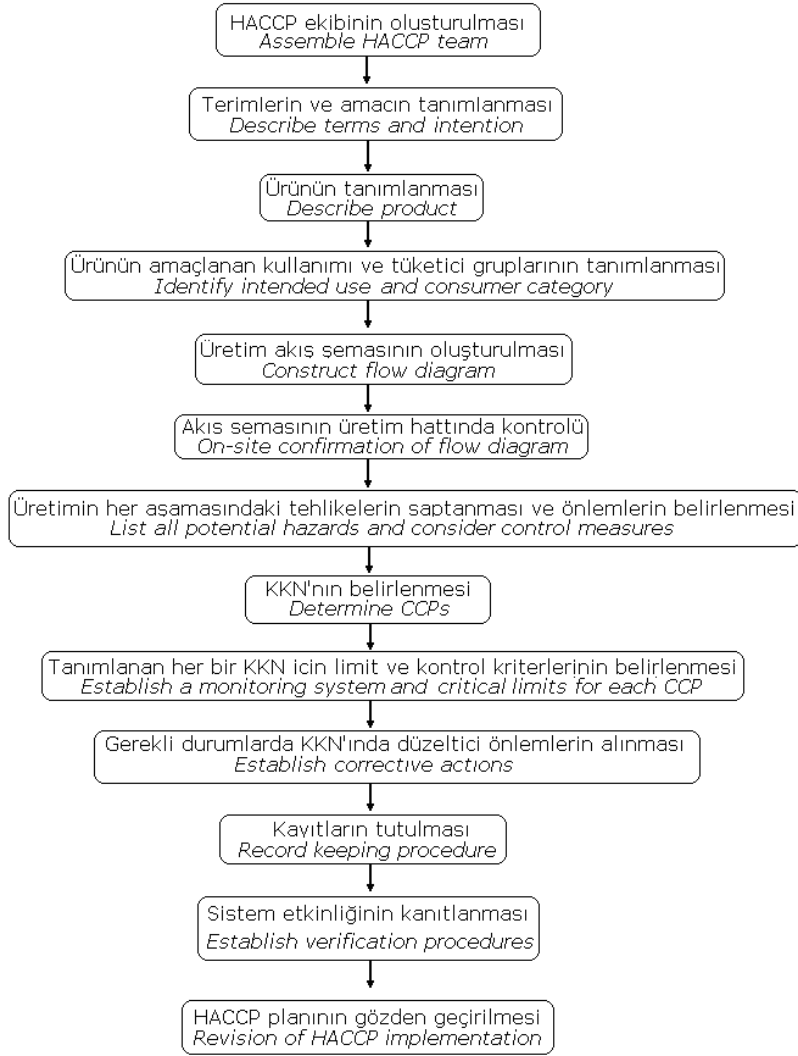 HACCP ekibinin olusturulması
Assemble HACCP team
Terimlerin ve amacın tanımlanması
Describe terms and intention
Ürünün tanımlanması
Describe product
Ürünün amaçlanan kullanımı ve tüketici gruplarının tanımlanması
Identify intended use and consumer category
Üretim akış semasının oluşturulması
Construct flow diagram
Akıs semasının üretim hattında kontrolü
On-site confirmation of flow diagram
Üretimin her aşamasındaki tehlikelerin saptanması ve önlemlerin belirlenmesi
List all potential hazards and consider control measures
KKN'nın belirlenmesi
Determine CCPs
Tanımlanan her bir KKN icin limit ve kontrol kriterlerinin belirlenmesi
Establish a monitoring system and critical limits for each CCP
Gerekli durumlarda KKN'ında düzeltici önlemlerin alınması
Establish corrective actions
Kayıtların tutulması
Record keeping procedure
Sistem etkinliğinin kanıtlanması
Establish verification procedures
HACCP planının gözden geçirilmesi
Revision of HACCP implementation